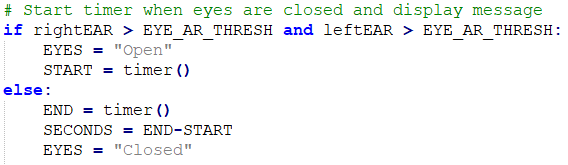 # Start timer when eyes are closed and display message
if rightEAR > EYE_AR_THRESH and leftEAR > EYE_AR_THRESH:
    EYES = "Open"
    START = timer()
else:
    END = timer()
    SECONDS = END-START
    EYES = "Closed"